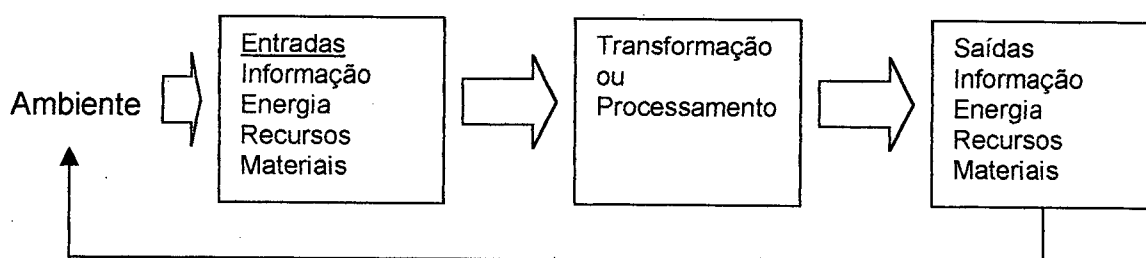 Ambiente
Entradas
Informação
Energia
Recursos
Materiais
Transformação
ou
Processamento
Saídas
Informação
Energia
Recursos
Materiais